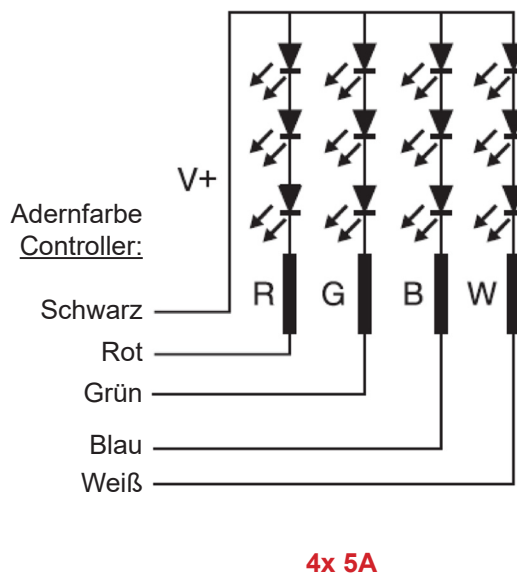 V+
Adernfarbe
Controller:
R G B W
Schwarz
Rot
Grün
Blau
Weiß
4x 5A